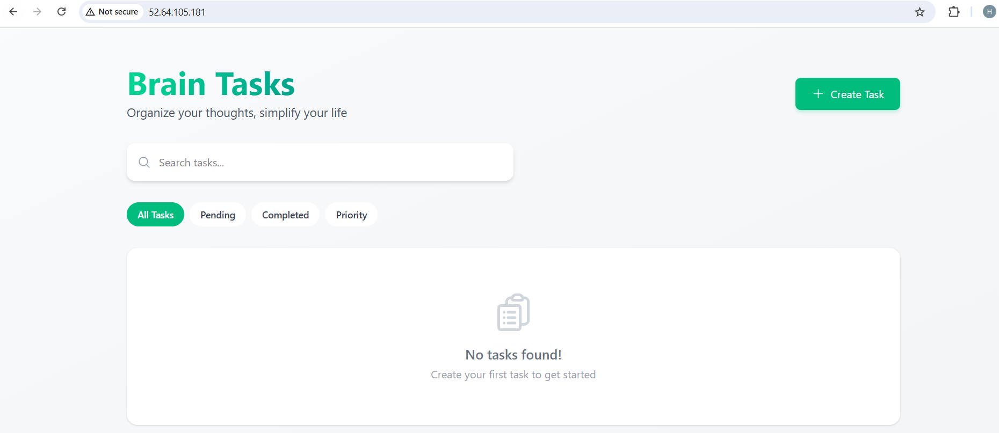 Not secure 52.64.105.181
H
Brain Tasks
Organize your thoughts, simplify your life
+ Create Task
Search tasks...
All Tasks Pending Completed Priority
No tasks found!
Create your first task to get started